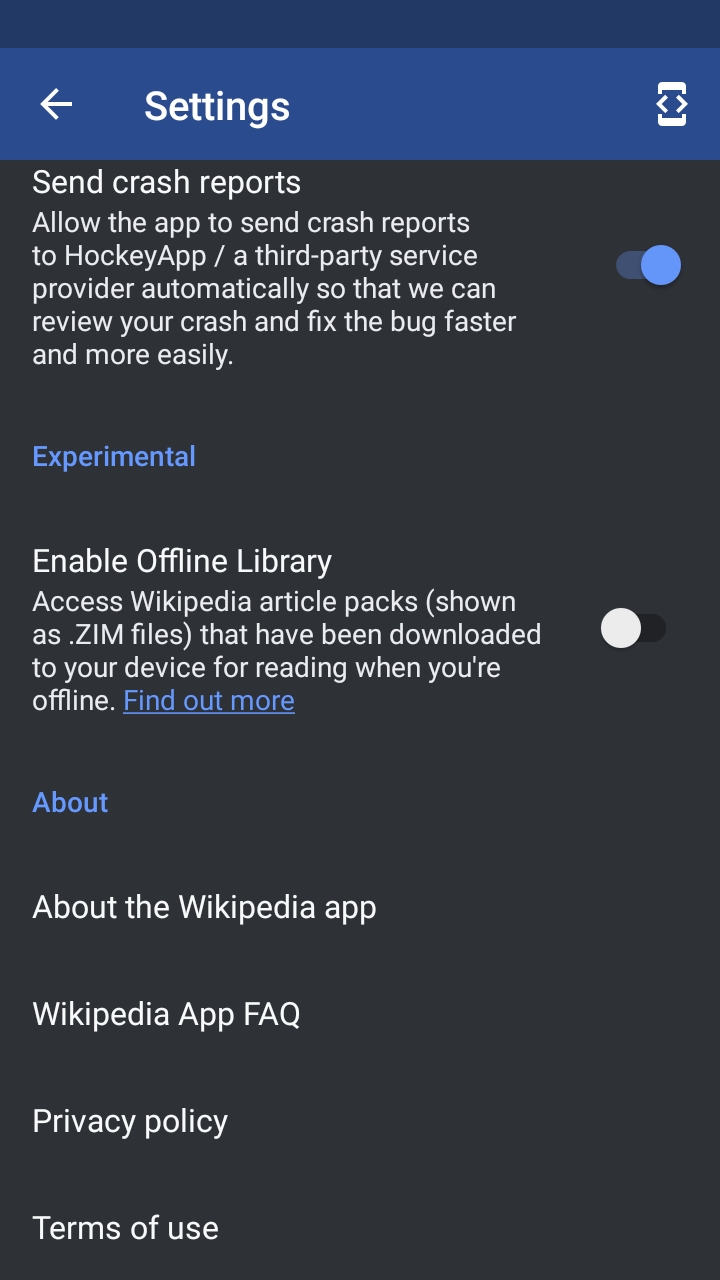 Settings
Send crash reports
Allow the app to send crash reports
to HockeyApp / a third-party service
provider automatically so that we can
review your crash and fix the bug faster
and more easily.
Experimental
Enable Offline Library
Access Wikipedia article packs (shown
as .ZIM files) that have been downloaded
to your device for reading when you're
offline. Find out more
About
About the Wikipedia app
Wikipedia App FAQ
Privacy policy
Terms of use